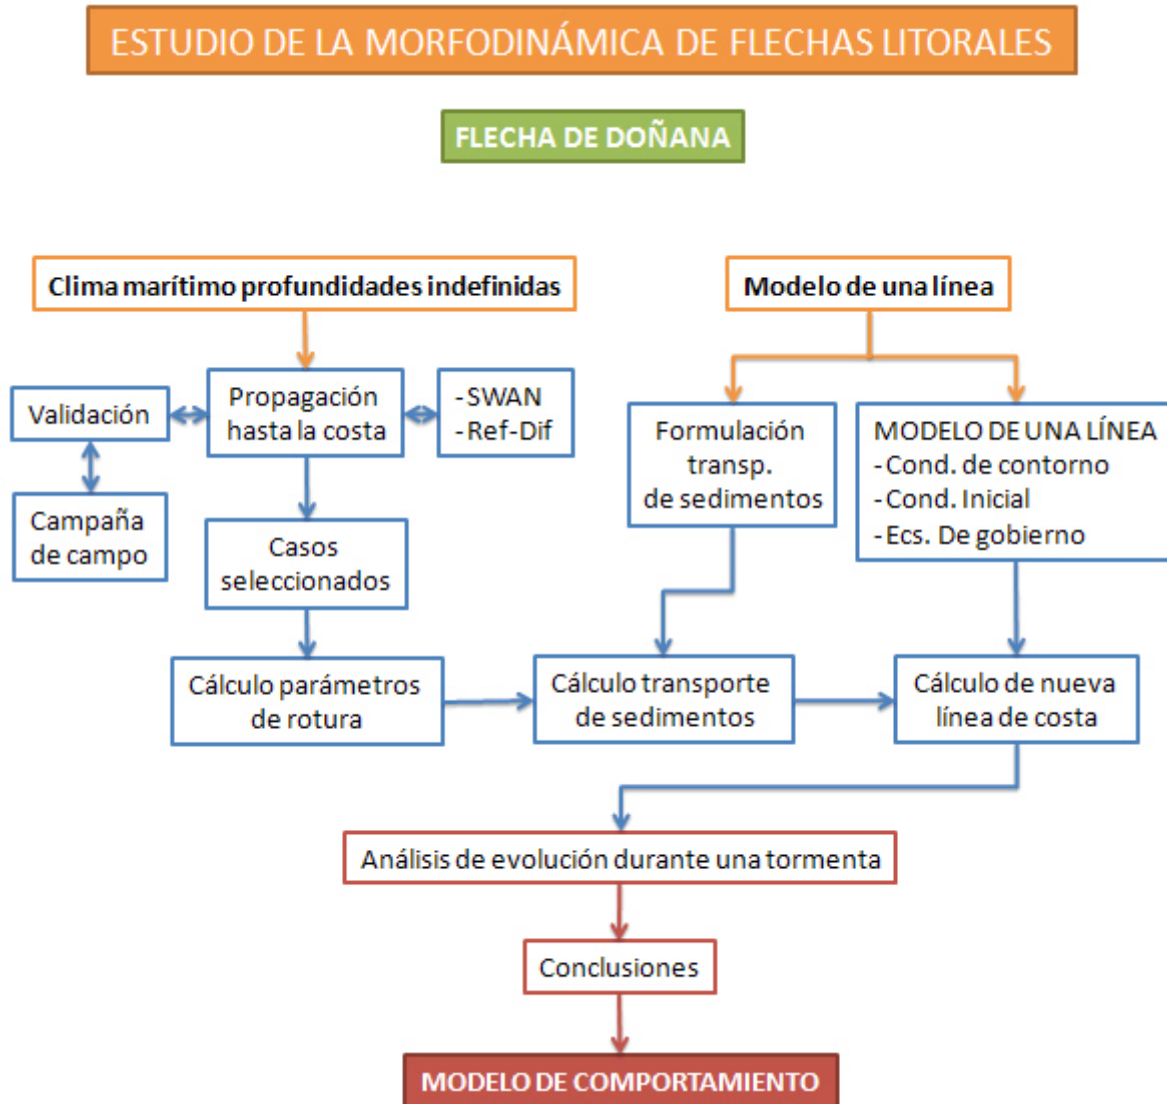 ESTUDIO DE LA MORFODINÁMICA DE FLECHAS LITORALES
FLECHA DE DOÑANA
Clima marítimo profundidades indefinidas
Modelo de una línea
Validación
Propagación
hasta la costa
-SWAN
-Ref-Dif
Formulación
transp.
de sedimentos
MODELO DE UNA LÍNEA
-Cond. de contorno
-Cond. Inicial
-Ecs. De gobierno
Campaña
de campo
Casos
seleccionados
Cálculo parámetros
de rotura
Cálculo transporte
de sedimentos
Cálculo de nueva
línea de costa
Análisis de evolución durante una tormenta
Conclusiones
MODELO DE COMPORTAMIENTO